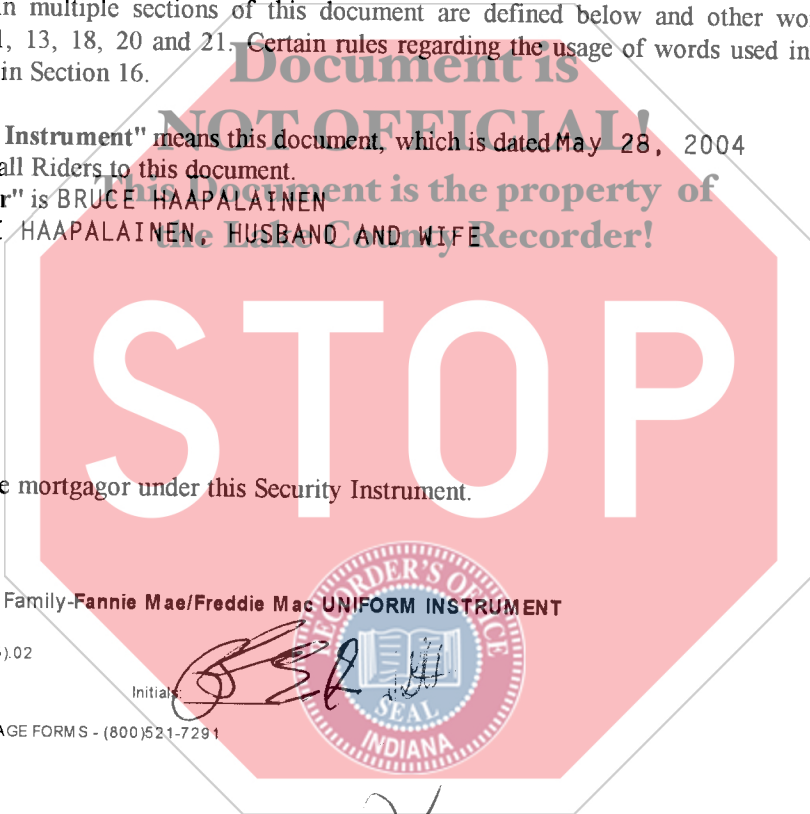 in multiple sections of this document are defined below and other wo
, 13, 18, 20 and 21. Certain rules regarding the usage of words used in
in Section 16.
Document is
NOT OFFICIAL!
Instrument" means this document, which is dated May 28, 2004
all Riders to this document.
This Document is the property of
r" is BRUCE HAAPALAINEN
the Lake County Recorder!
HAAPALAINEN, HUSBAND AND WIFE
STOP
e mortgagor under this Security Instrument.
Family-Fannie Mae/Freddie Mac UNIFORM INSTRUMENT
).02
Initials:
AGE FORMS - (800)521-7291
RECORDER'S OFFICE
SEAL
INDIANA